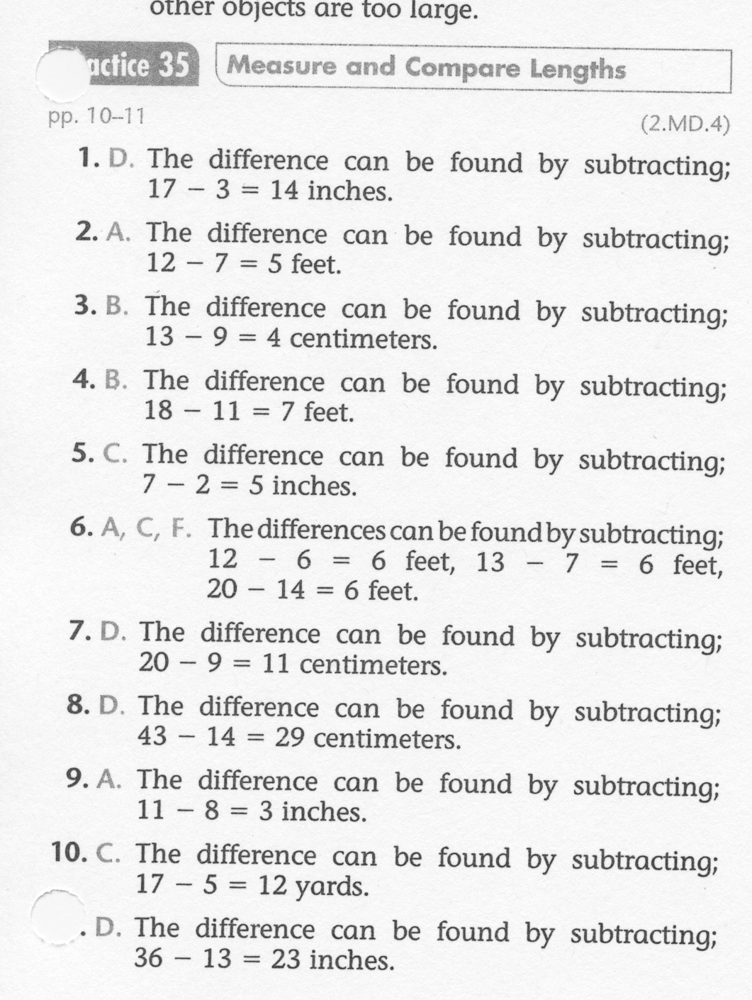 other objects are too large.
actice 35 Measure and Compare Lengths
pp. 10–11 (2.MD.4)
1. D. The difference can be found by subtracting;
17 − 3 = 14 inches.
2. A. The difference can be found by subtracting;
12 − 7 = 5 feet.
3. B. The difference can be found by subtracting;
13 − 9 = 4 centimeters.
4. B. The difference can be found by subtracting;
18 − 11 = 7 feet.
5. C. The difference can be found by subtracting;
7 − 2 = 5 inches.
6. A, C, F. The differences can be found by subtracting;
12 − 6 = 6 feet, 13 − 7 = 6 feet,
20 − 14 = 6 feet.
7. D. The difference can be found by subtracting;
20 − 9 = 11 centimeters.
8. D. The difference can be found by subtracting;
43 − 14 = 29 centimeters.
9. A. The difference can be found by subtracting;
11 − 8 = 3 inches.
10. C. The difference can be found by subtracting;
17 − 5 = 12 yards.
. D. The difference can be found by subtracting;
36 − 13 = 23 inches.